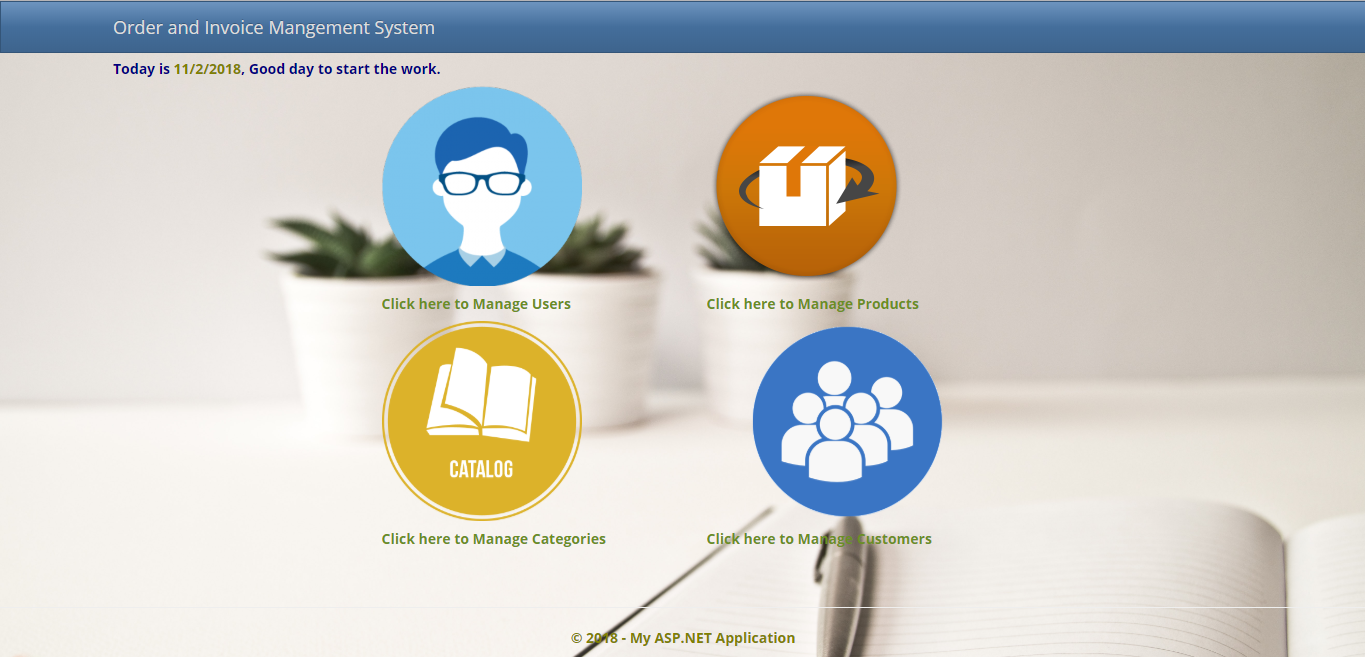 Order and Invoice Mangement System
Today is 11/2/2018, Good day to start the work.
Click here to Manage Users
Click here to Manage Products
CATALOG
Click here to Manage Categories
Click here to Manage Customers
© 2018 - My ASP.NET Application